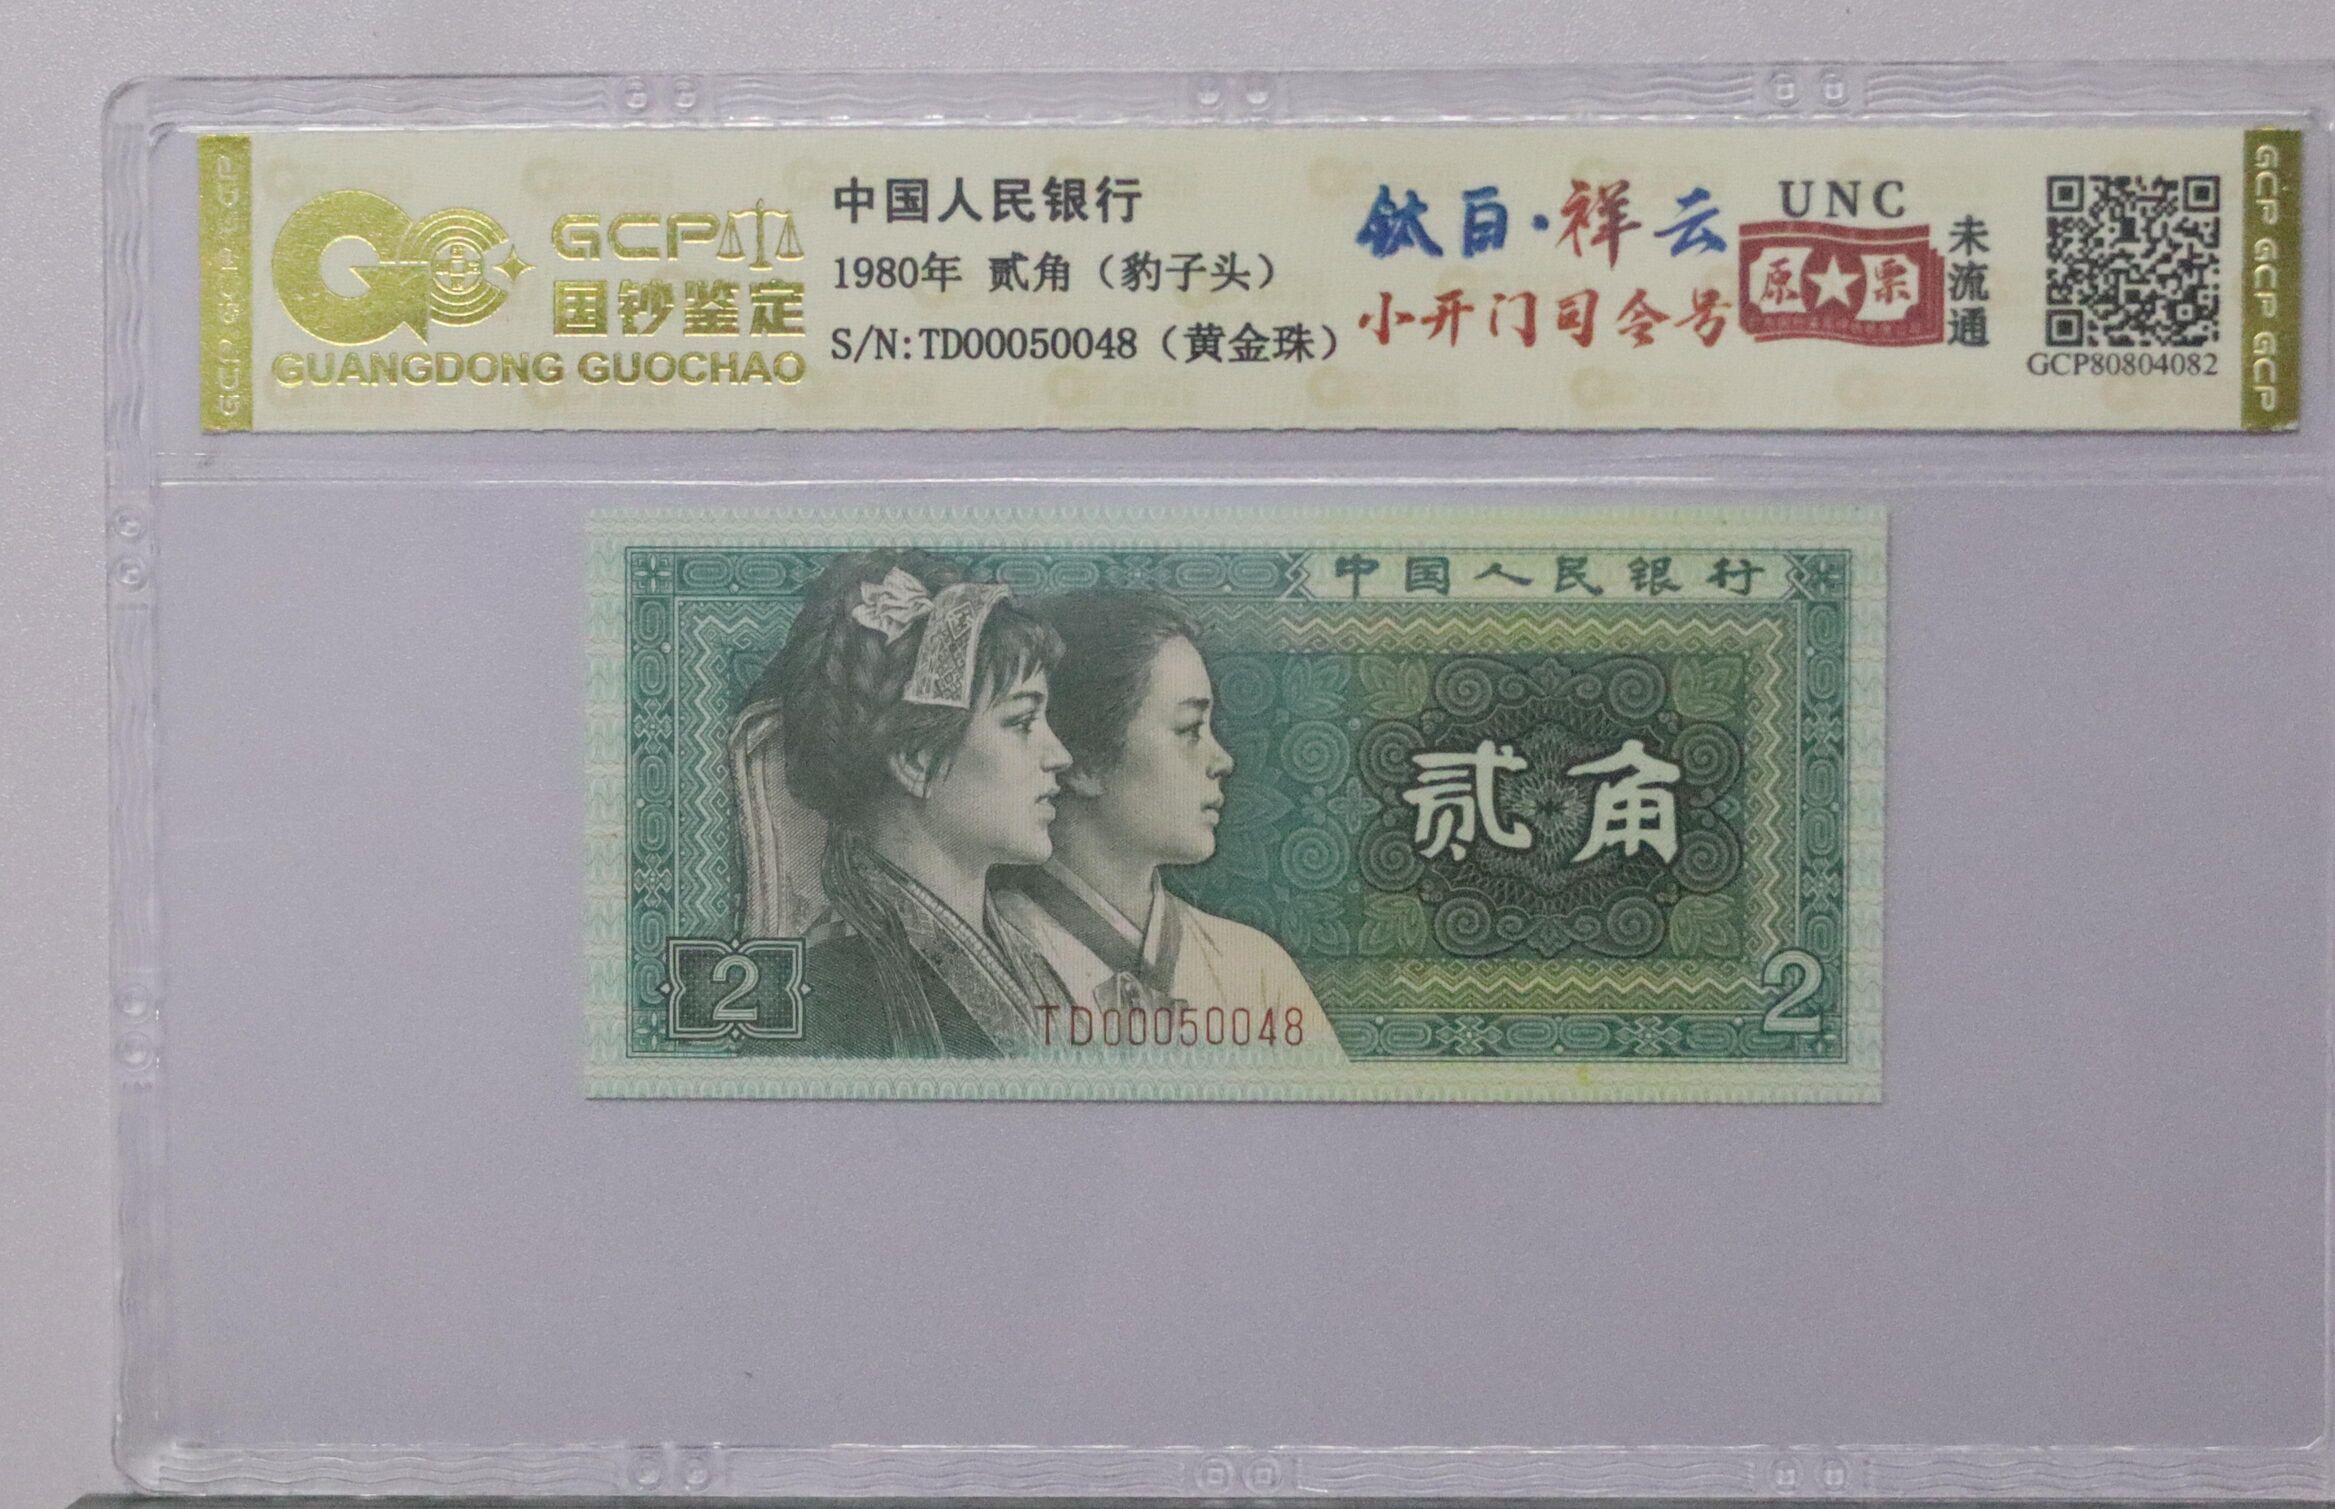 GCP
国钞鉴定
GUANGDONG GUOCHAO
中国人民银行
1980年 贰角（豹子头）
S/N:TD00050048（黄金珠）
钛白·祥云
小开门司令号
UNC
原票
未流通
GCP80804082
GCP GCP GCP GCP
中国人民银行
贰角
2
TD00050048
2